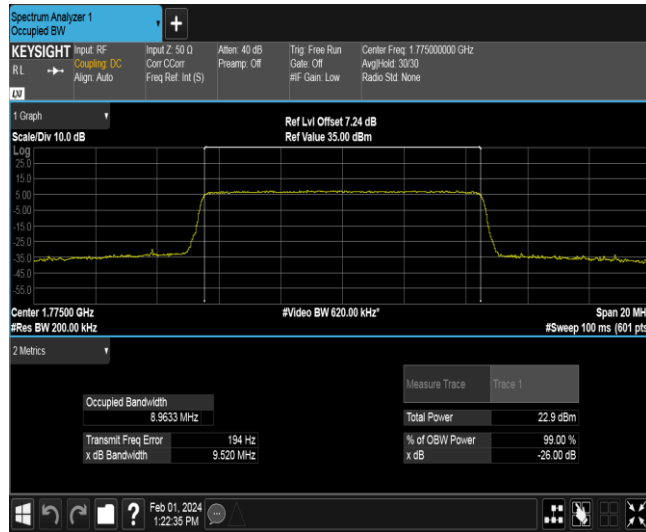 Spectrum Analyzer 1
Occupied BW
+
KEYSIGHT Input: RF Input Z: 50 Ω Atten: 40 dB Trig: Free Run Center Freq: 1.775000000 GHz
RL Coupling: DC Corr CCorr Preamp: Off Gate: Off Avg|Hold: 30/30
Align: Auto Freq Ref: Int (S) #IF Gain: Low Radio Std: None
LXI
1 Graph Ref Lvl Offset 7.24 dB
Scale/Div 10.0 dB Ref Value 35.00 dBm
Log
25.0
15.0
5.00
-5.00
-15.0
-25.0
-35.0
-45.0
-55.0
Center 1.77500 GHz #Video BW 620.00 kHz* Span 20 MH
#Res BW 200.00 kHz #Sweep 100 ms (601 pts
2 Metrics
Measure Trace Trace 1
Occupied Bandwidth
8.9633 MHz Total Power 22.9 dBm
Transmit Freq Error 194 Hz % of OBW Power 99.00 %
x dB Bandwidth 9.520 MHz x dB -26.00 dB
? Feb 01, 2024
1:22:35 PM